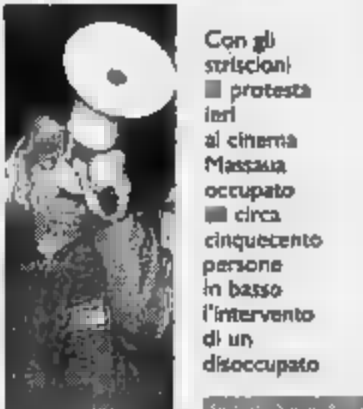 Con gli
striscioni
protesta
ieri
al cinema
Massaua
occupato
circa
cinquecento
persone
in basso
l'intervento
di un
disoccupato